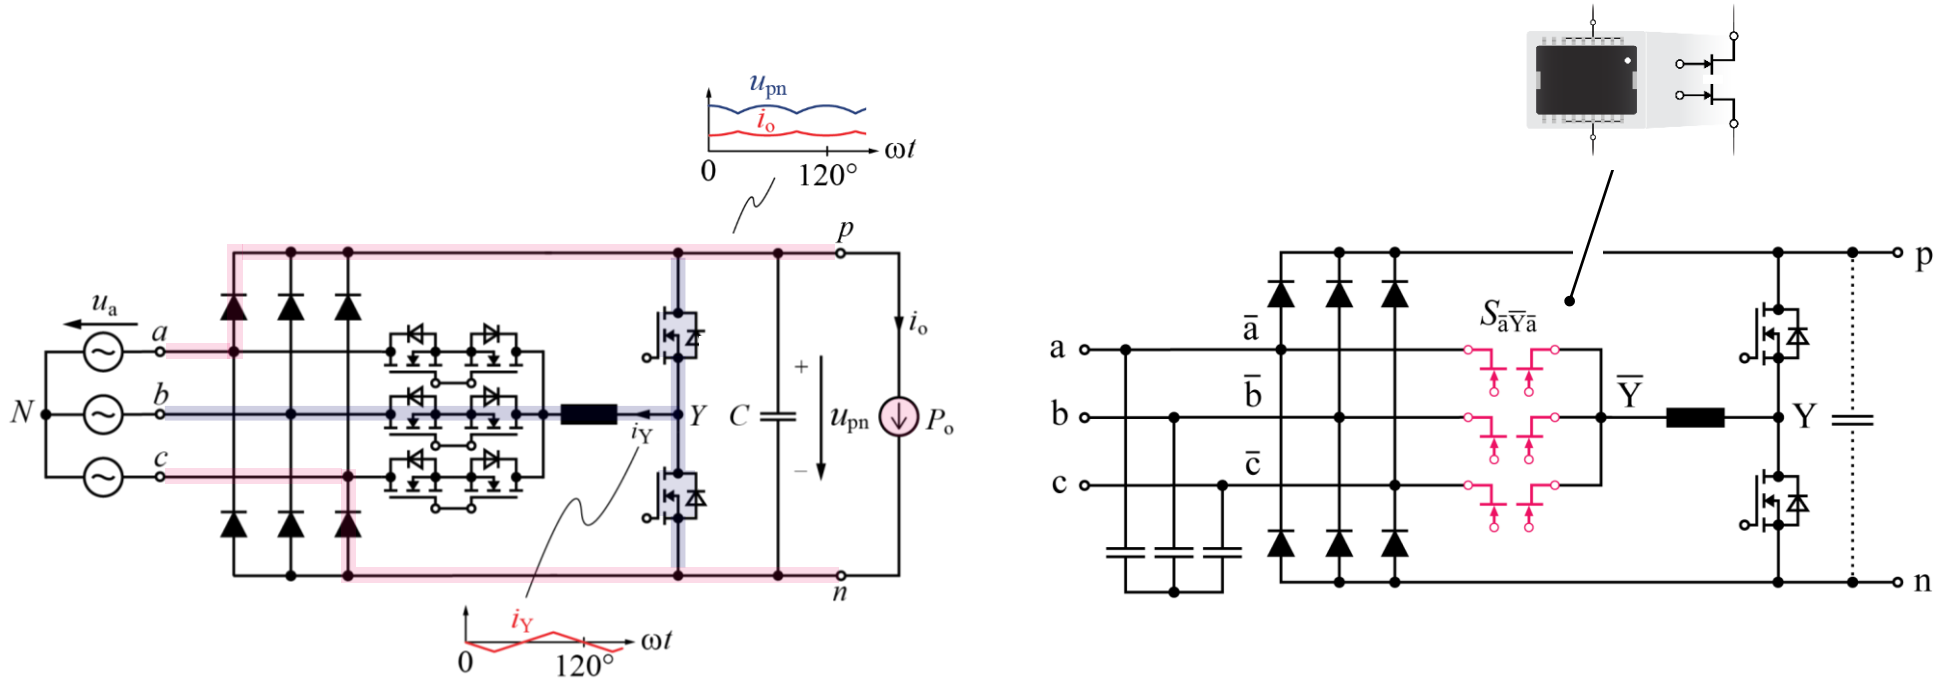 u_pn
i_o
ωt
0
120°
p
u_a
a
i_o
+
b
N
Y
C
u_pn
P_o
i_Y
c
–
n
i_Y
ωt
0
120°
p
S_āȲā
a
ā
Ȳ
b
b̄
Y
c
c̄
n